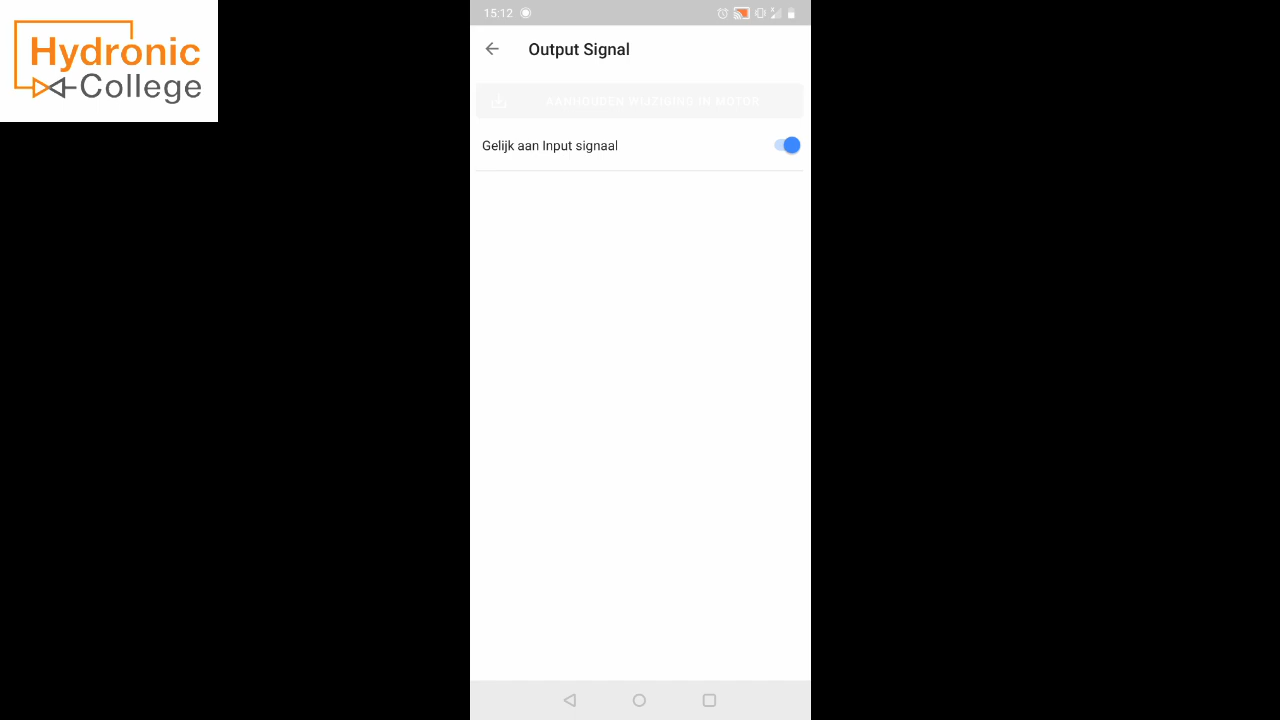 Hydronic
College
15:12
Output Signal
AANHOUDEN WIJZIGING IN MOTOR
Gelijk aan Input signaal